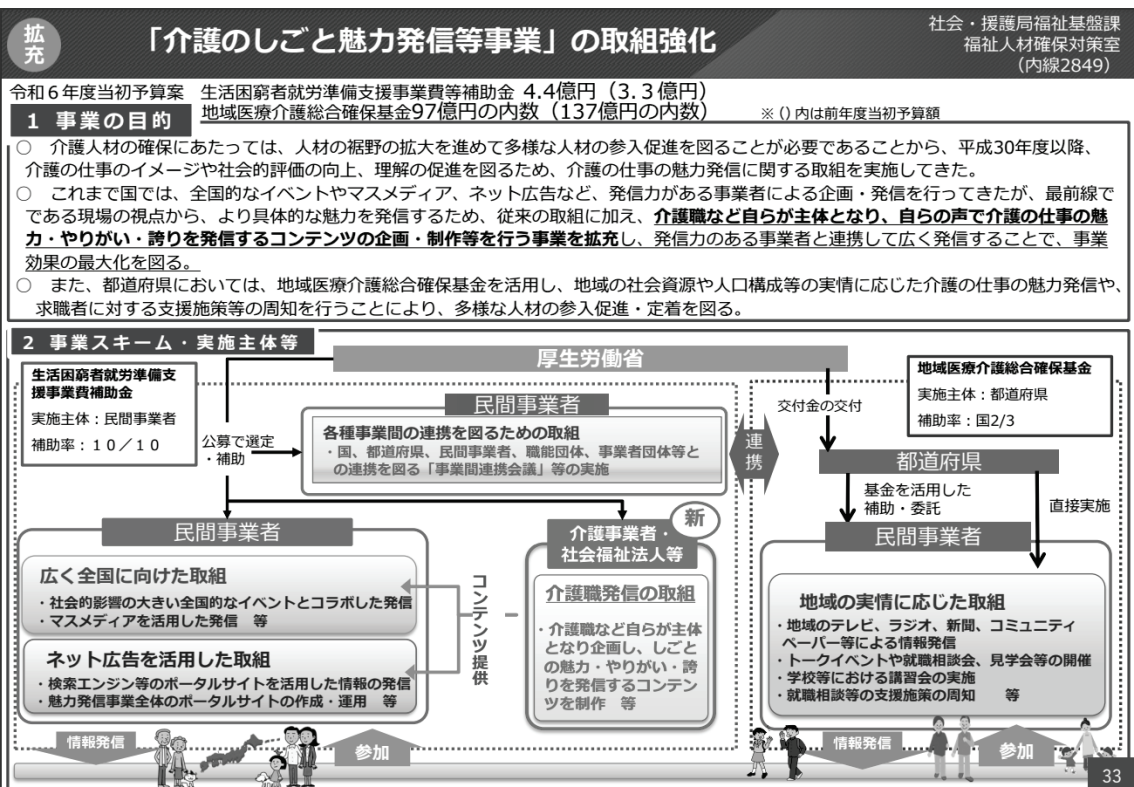 拡充
「介護のしごと魅力発信等事業」の取組強化
社会・援護局福祉基盤課
福祉人材確保対策室
（内線2849）
令和６年度当初予算案　生活困窮者就労準備支援事業費等補助金 4.4億円（3.３億円）
地域医療介護総合確保基金97億円の内数（137億円の内数）　※ () 内は前年度当初予算額
１ 事業の目的
○　介護人材の確保にあたっては、人材の裾野の拡大を進めて多様な人材の参入促進を図ることが必要であることから、平成30年度以降、
介護の仕事のイメージや社会的評価の向上、理解の促進を図るため、介護の仕事の魅力発信に関する取組を実施してきた。
○　これまで国では、全国的なイベントやマスメディア、ネット広告など、発信力がある事業者による企画・発信を行ってきたが、最前線で
である現場の視点から、より具体的な魅力を発信するため、従来の取組に加え、介護職など自らが主体となり、自らの声で介護の仕事の魅
力・やりがい・誇りを発信するコンテンツの企画・制作等を行う事業を拡充し、発信力のある事業者と連携して広く発信することで、事業
効果の最大化を図る。
○　また、都道府県においては、地域医療介護総合確保基金を活用し、地域の社会資源や人口構成等の実情に応じた介護の仕事の魅力発信や、
求職者に対する支援施策等の周知を行うことにより、多様な人材の参入促進・定着を図る。
２ 事業スキーム・実施主体等
厚生労働省
生活困窮者就労準備支
援事業費補助金
実施主体：民間事業者
補助率：１０／１０
公募で選定
・補助
民間事業者
各種事業間の連携を図るための取組
・国、都道府県、民間事業者、職能団体、事業者団体等と
の連携を図る「事業間連携会議」等の実施
連携
交付金の交付
地域医療介護総合確保基金
実施主体：都道府県
補助率：国2/3
都道府県
基金を活用した
補助・委託
直接実施
民間事業者
広く全国に向けた取組
・社会的影響の大きい全国的なイベントとコラボした発信
・マスメディアを活用した発信　等
ネット広告を活用した取組
・検索エンジン等のポータルサイトを活用した情報の発信
・魅力発信事業全体のポータルサイトの作成・運用　等
コンテンツ提供
新
介護事業者・
社会福祉法人等
介護職発信の取組
・介護職など自らが主体
となり企画し、しごと
の魅力・やりがい・誇
りを発信するコンテン
ツを制作　等
民間事業者
地域の実情に応じた取組
・地域のテレビ、ラジオ、新聞、コミュニティ
ペーパー等による情報発信
・トークイベントや就職相談会、見学会等の開催
・学校等における講習会の実施
・就職相談等の支援施策の周知　　等
情報発信
参加
情報発信
参加
33